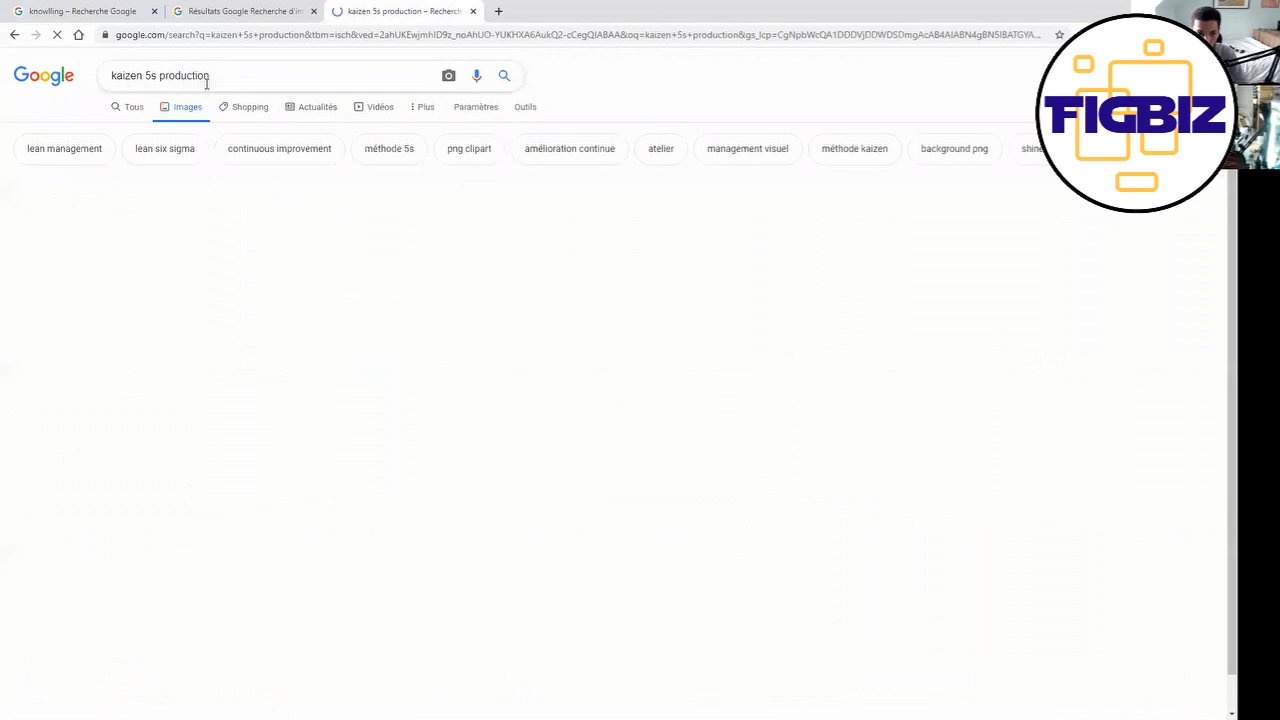 knowlling – Recherche Google
Résultats Google Recherche d'im
kaizen 5s production – Recherch
google.com/search?q=kaizen+5s+production&tbm=isch&ved=2ahUKEwjmhID9z_noAhUO-YUKHXA6AukQ2-cCegQIABAA&oq=kaizen+5s+production&gs_lcp=CgNpbWcQA1DDDVjDDWDSDmgAcAB4AIABN4gBN5IBATGYA...
Google
kaizen 5s production
Tous
Images
Shopping
Actualités
Vidéos
Plus
Paramètres
Outils
lean management
lean six sigma
continuous improvement
méthode 5s
png clipart
amélioration continue
atelier
management visuel
méthode kaizen
background png
shine
FIGBIZ